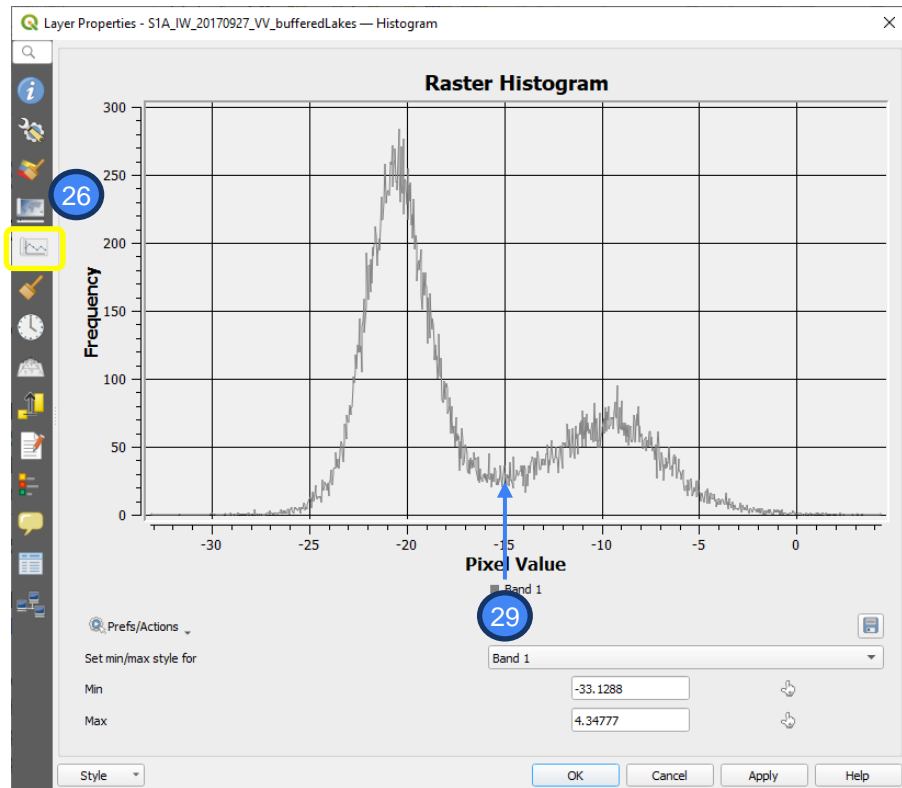 Layer Properties - S1A_IW_20170927_VV_bufferedLakes — Histogram
Raster Histogram
300
250
200
150
100
50
0
Frequency
26
-30 -25 -20 -15 -10 -5 0
Pixel Value
Band 1
29
Prefs/Actions
Set min/max style for Band 1
Min -33.1288
Max 4.34777
Style OK Cancel Apply Help